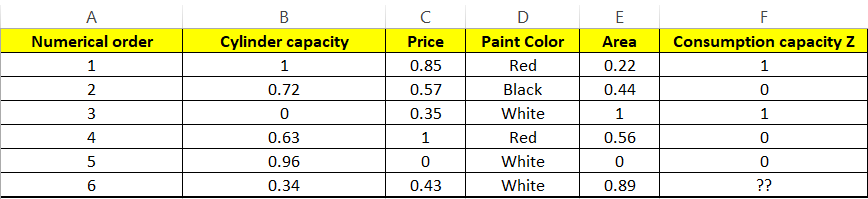 A B C D E F
Numerical order Cylinder capacity Price Paint Color Area Consumption capacity Z
1 1 0.85 Red 0.22 1
2 0.72 0.57 Black 0.44 0
3 0 0.35 White 1 1
4 0.63 1 Red 0.56 0
5 0.96 0 White 0 0
6 0.34 0.43 White 0.89 ??